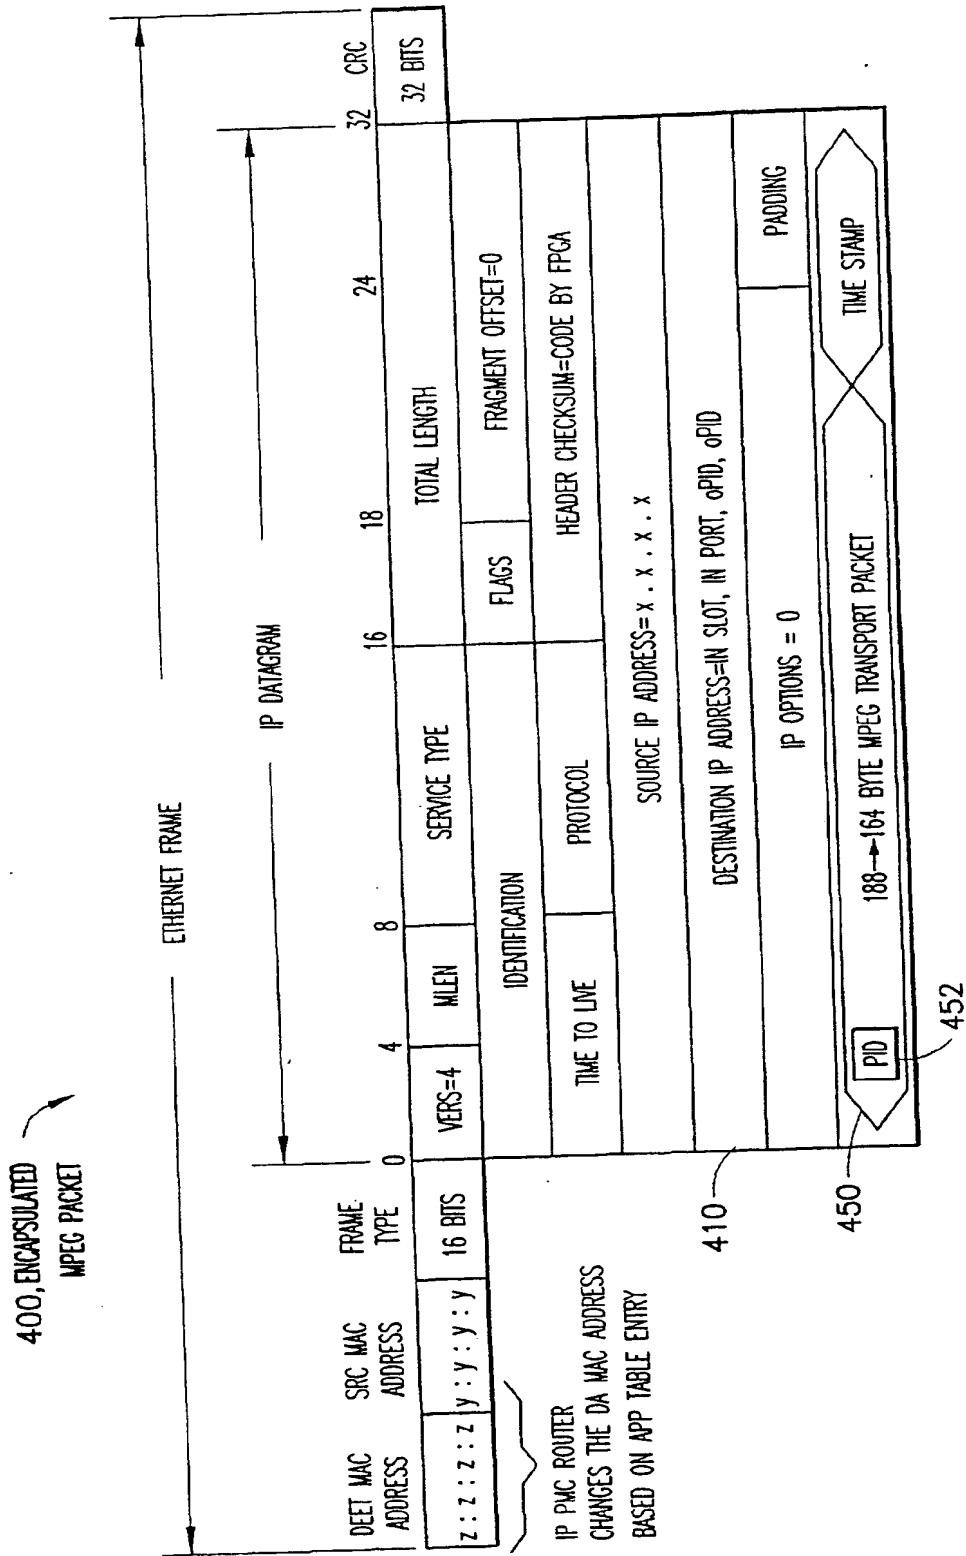 400, ENCAPSULATED
MPEG PACKET
ETHERNET FRAME
IP DATAGRAM
DEET MAC
ADDRESS
SRC MAC
ADDRESS
FRAME
TYPE
0
4
8
16
18
24
32
CRC
z : z : z : z
y : y : y : y
16 BITS
VERS=4
MLEN
SERVICE TYPE
TOTAL LENGTH
32 BITS
IDENTIFICATION
FLAGS
FRAGMENT OFFSET=0
TIME TO LIVE
PROTOCOL
HEADER CHECKSUM=CODE BY FPGA
SOURCE IP ADDRESS= x . x . x . x
DESTINATION IP ADDRESS=IN SLOT, IN PORT, oPID, oPID
IP OPTIONS = 0
PADDING
PID
188→164 BYTE MPEG TRANSPORT PACKET
TIME STAMP
IP PMC ROUTER
CHANGES THE DA MAC ADDRESS
BASED ON APP TABLE ENTRY
410
450
452